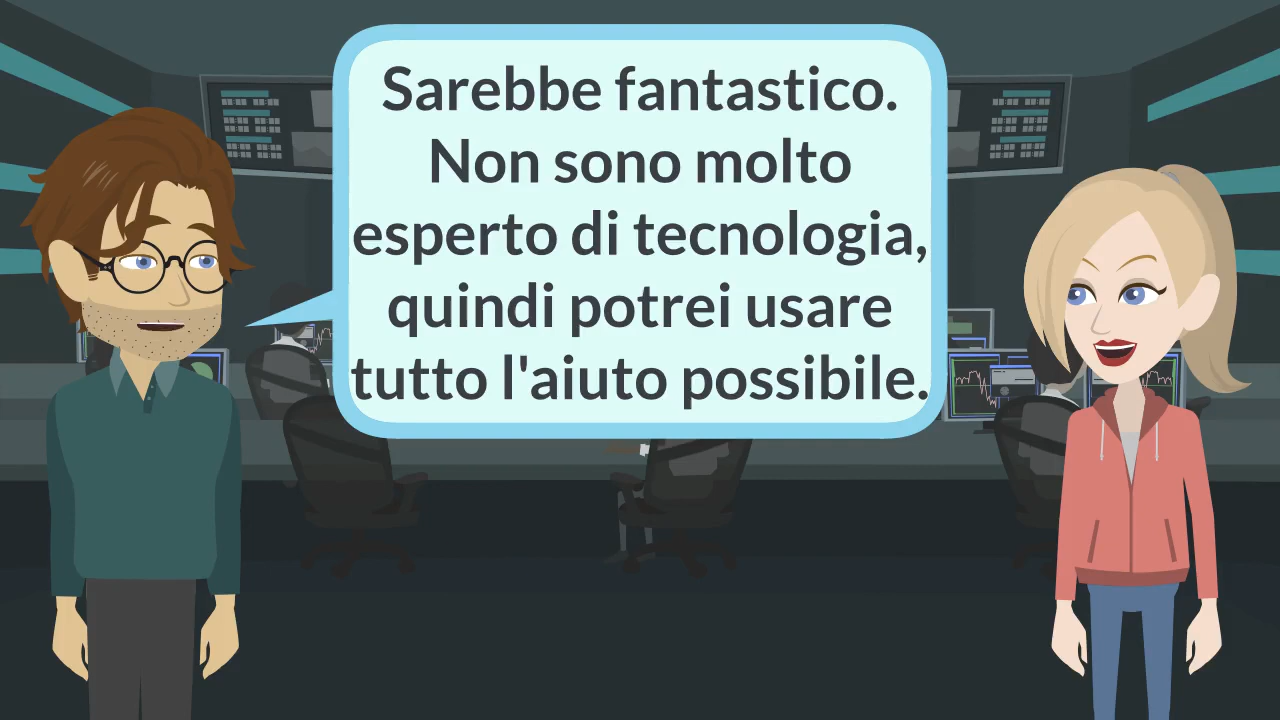 Sarebbe fantastico.
Non sono molto
esperto di tecnologia,
quindi potrei usare
tutto l'aiuto possibile.